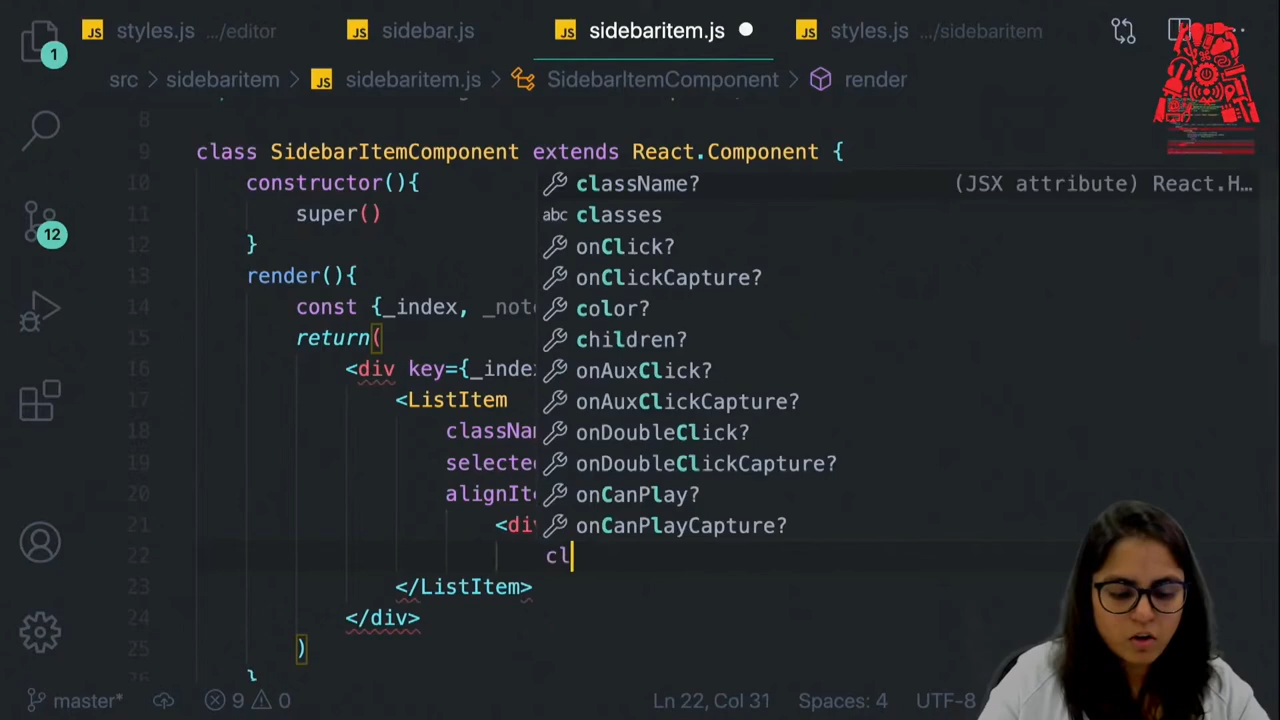 1
styles.js .../editor
sidebar.js
sidebaritem.js
styles.js .../sidebaritem
src > sidebaritem > sidebaritem.js > SidebarItemComponent > render
8
9 class SidebarItemComponent extends React.Component {
10 constructor(){
11 super()
12 }
13 render(){
14 const {_index, _not
15 return(
16 <div key={_inde
17 <ListItem
18 classNa
19 selecte
20 alignIt
21 <di
22 cl
23 </ListItem>
24 </div>
25 )
}
className? (JSX attribute) React.H...
abc classes
onClick?
onClickCapture?
color?
children?
onAuxClick?
onAuxClickCapture?
onDoubleClick?
onDoubleClickCapture?
onCanPlay?
onCanPlayCapture?
12
master* 9 0
Ln 22, Col 31 Spaces: 4 UTF-8